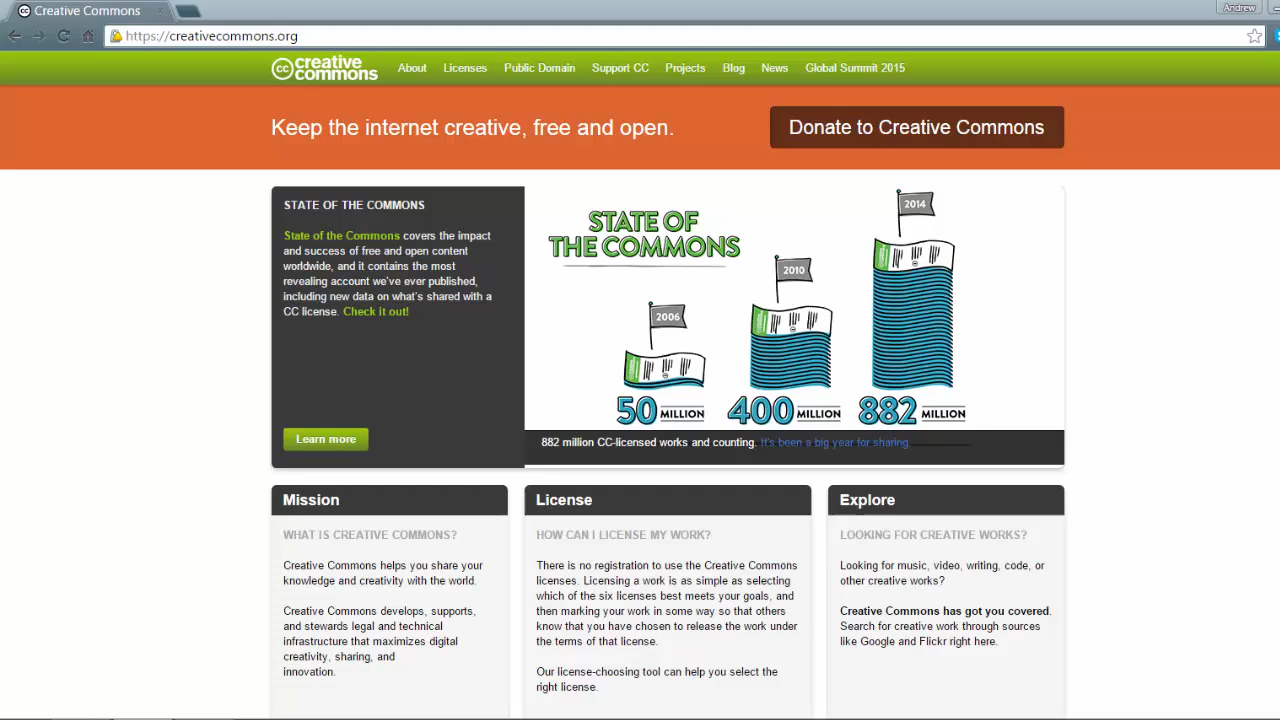 Creative Commons
Andrew
https://creativecommons.org
cc creative commons
About Licenses Public Domain Support CC Projects Blog News Global Summit 2015
Keep the internet creative, free and open.
Donate to Creative Commons
STATE OF THE COMMONS
State of the Commons covers the impact
and success of free and open content
worldwide, and it contains the most
revealing account we've ever published,
including new data on what's shared with a
CC license. Check it out!
Learn more
STATE OF
THE COMMONS
2006
2010
2014
50 MILLION
400 MILLION
882 MILLION
882 million CC-licensed works and counting. It's been a big year for sharing
Mission
WHAT IS CREATIVE COMMONS?
Creative Commons helps you share your
knowledge and creativity with the world.
Creative Commons develops, supports,
and stewards legal and technical
infrastructure that maximizes digital
creativity, sharing, and
innovation.
License
HOW CAN I LICENSE MY WORK?
There is no registration to use the Creative Commons
licenses. Licensing a work is as simple as selecting
which of the six licenses best meets your goals, and
then marking your work in some way so that others
know that you have chosen to release the work under
the terms of that license.
Our license-choosing tool can help you select the
right license.
Explore
LOOKING FOR CREATIVE WORKS?
Looking for music, video, writing, code, or
other creative works?
Creative Commons has got you covered.
Search for creative work through sources
like Google and Flickr right here.